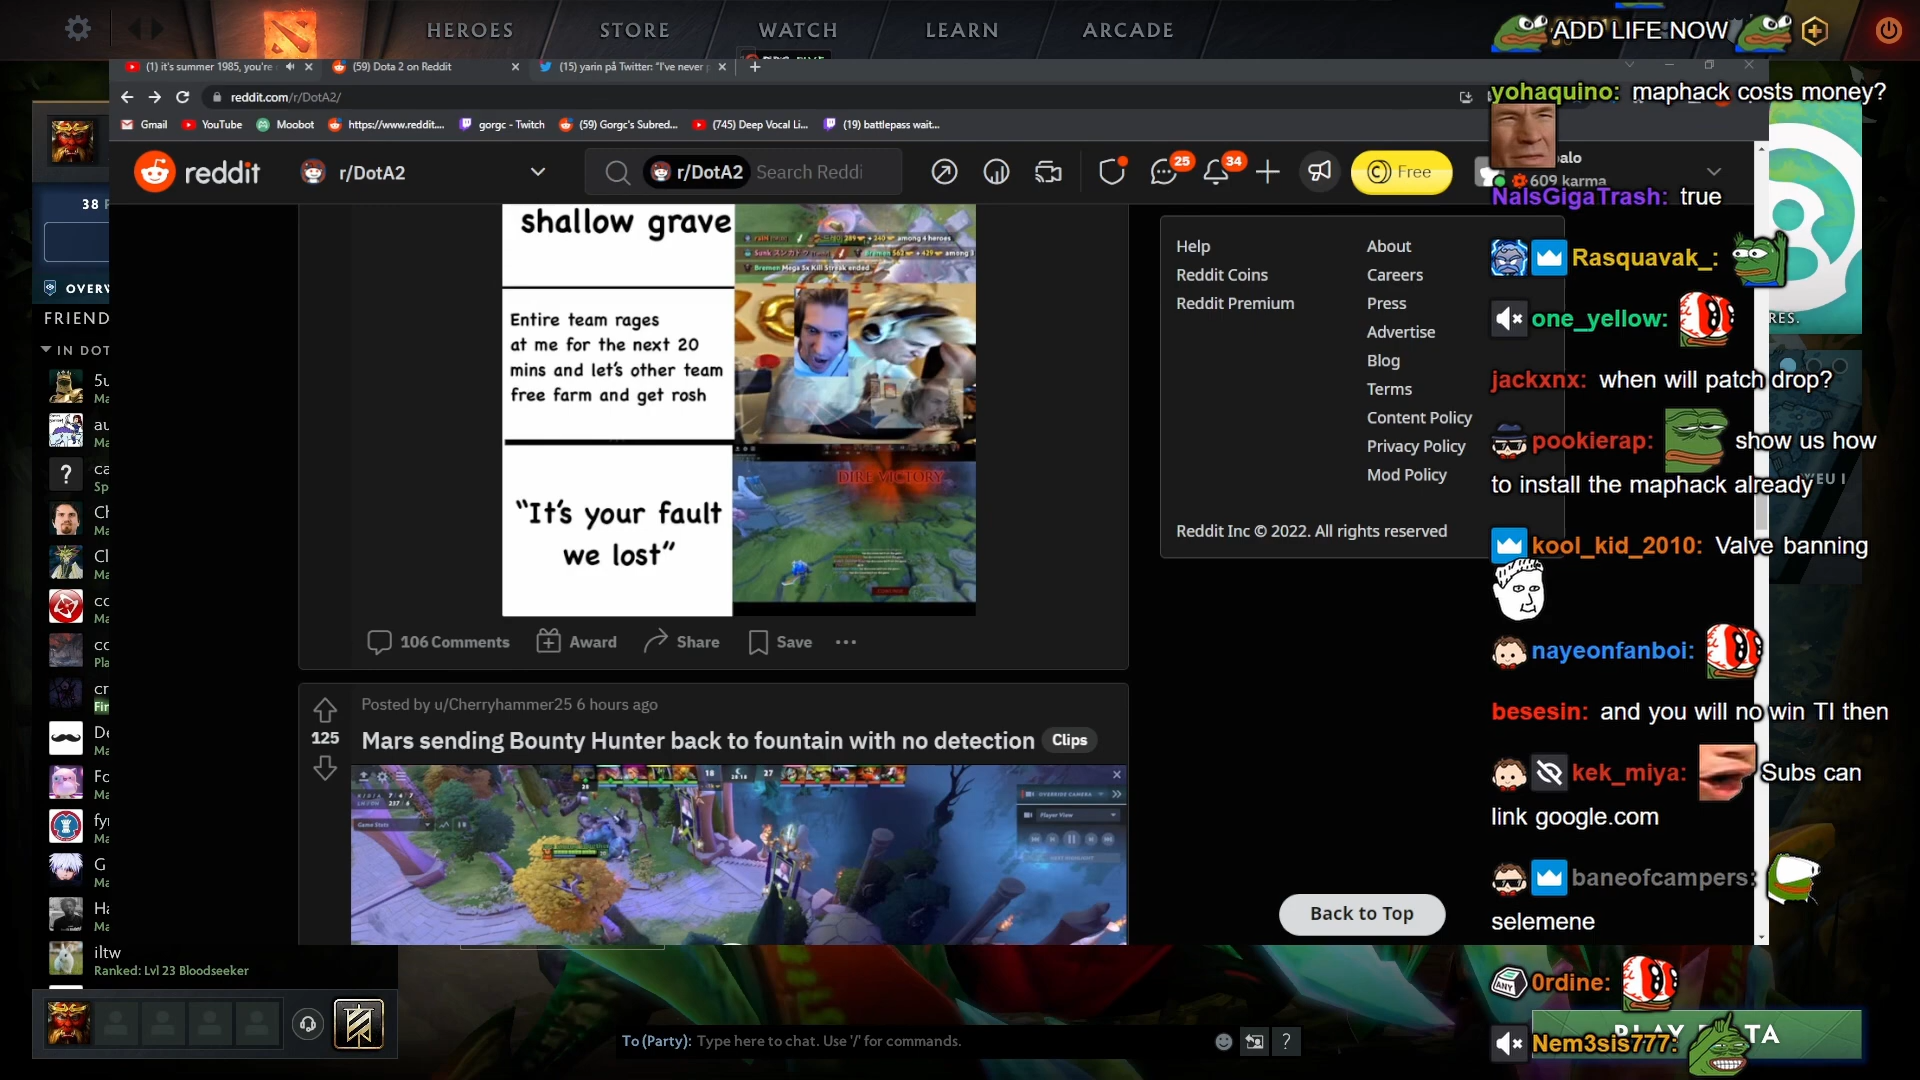 HEROES
STORE
WATCH
LEARN
ARCADE
ADD LIFE NOW
(1) it's summer 1985, you're
(59) Dota 2 on Reddit
(15) yarin på Twitter: "I've never
reddit.com/r/DotA2/
Gmail
YouTube
Moobot
https://www.reddit....
gorgc - Twitch
(59) Gorgc's Subred...
(745) Deep Vocal Li...
(19) battlepass wait...
reddit
r/DotA2
r/DotA2
Search Reddi
25
34
Free
609 karma
yohaquino: maphack costs money?
NalsGigaTrash: true
Rasquavak_:
one_yellow:
jackxnx: when will patch drop?
pookierap: show us how
to install the maphack already
kool_kid_2010: Valve banning
nayeonfanboi:
besesin: and you will no win TI then
kek_miya: Subs can
link google.com
baneofcampers:
selemene
0rdine:
Nem3sis777:
38
OVERV
FRIEND
IN DOT
shallow grave
Entire team rages
at me for the next 20
mins and let's other team
free farm and get rosh
"It's your fault
we lost"
DIRE VICTORY
106 Comments
Award
Share
Save
Posted by u/Cherryhammer25 6 hours ago
125
Mars sending Bounty Hunter back to fountain with no detection
Clips
18
27
Player View
Help
Reddit Coins
Reddit Premium
About
Careers
Press
Advertise
Blog
Terms
Content Policy
Privacy Policy
Mod Policy
Reddit Inc © 2022. All rights reserved
Back to Top
iltw
Ranked: Lvl 23 Bloodseeker
To (Party): Type here to chat. Use '/' for commands.
?